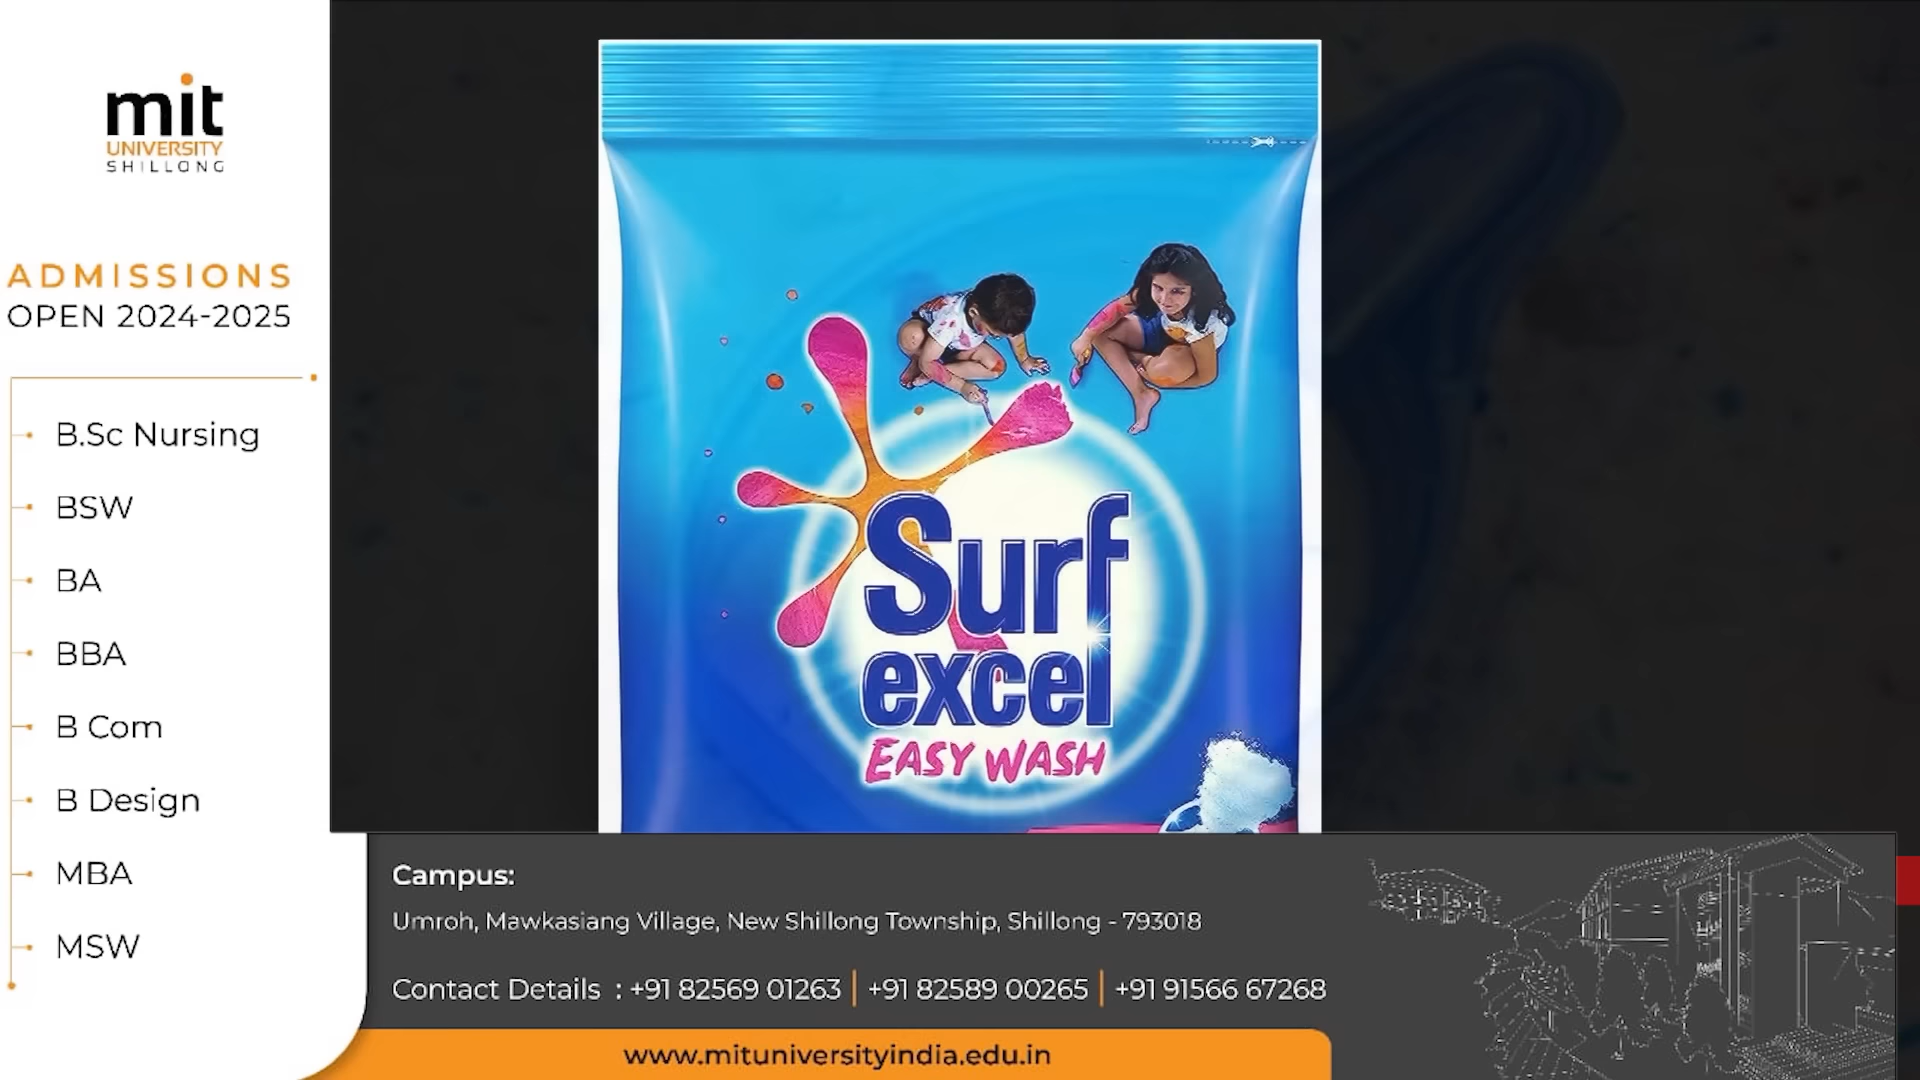 mit
UNIVERSITY
SHILLONG
ADMISSIONS
OPEN 2024-2025
B.Sc Nursing
BSW
BA
BBA
B Com
B Design
MBA
MSW
Surf
excel
EASY WASH
Campus:
Umroh, Mawkasiang Village, New Shillong Township, Shillong - 793018
Contact Details : +91 82569 01263 | +91 82589 00265 | +91 91566 67268
www.mituniversityindia.edu.in